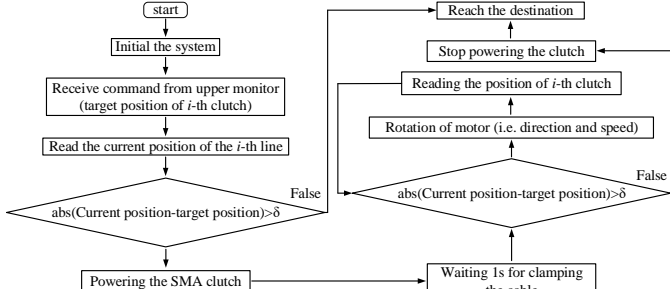 start
Initial the system
Receive command from upper monitor
(target position of i-th clutch)
Read the current position of the i-th line
abs(Current position-target position)>δ
False
Powering the SMA clutch
Waiting 1s for clamping
the cable
abs(Current position-target position)>δ
False
Rotation of motor (i.e. direction and speed)
Reading the position of i-th clutch
Stop powering the clutch
Reach the destination